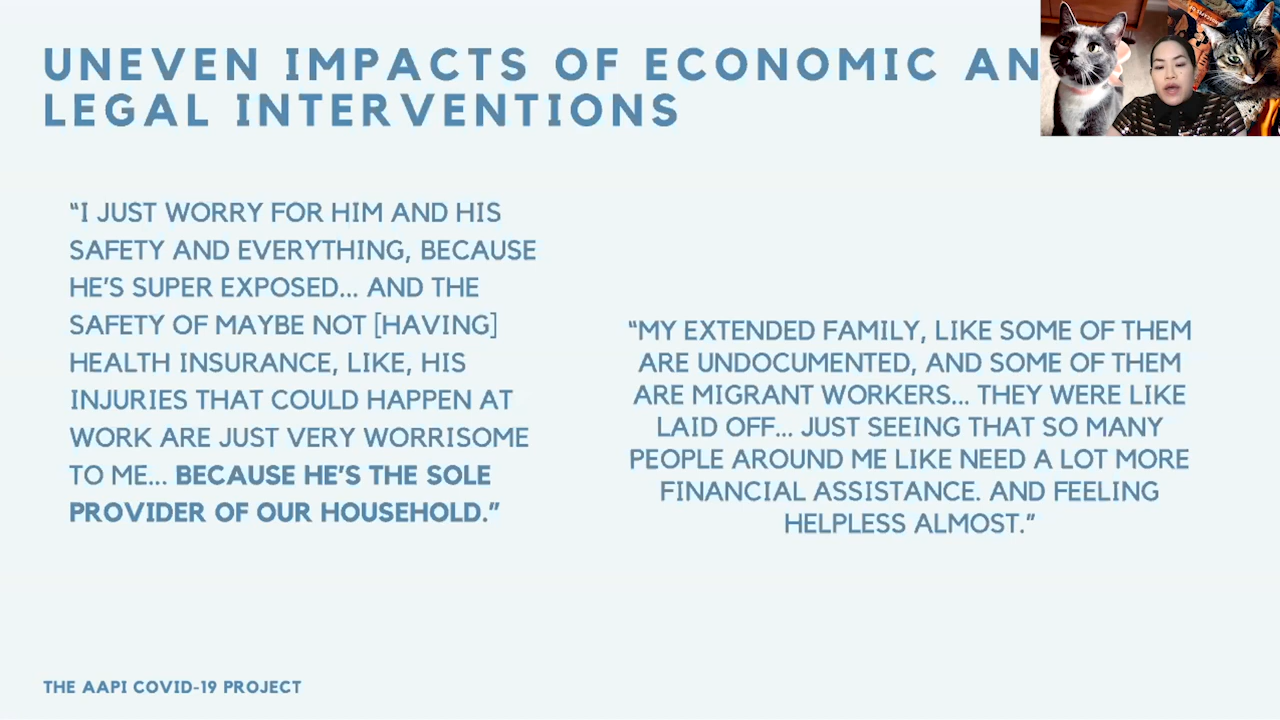 UNEVEN IMPACTS OF ECONOMIC AN
LEGAL INTERVENTIONS
“I JUST WORRY FOR HIM AND HIS
SAFETY AND EVERYTHING, BECAUSE
HE’S SUPER EXPOSED... AND THE
SAFETY OF MAYBE NOT [HAVING]
HEALTH INSURANCE, LIKE, HIS
INJURIES THAT COULD HAPPEN AT
WORK ARE JUST VERY WORRISOME
TO ME... BECAUSE HE’S THE SOLE
PROVIDER OF OUR HOUSEHOLD.”
“MY EXTENDED FAMILY, LIKE SOME OF THEM
ARE UNDOCUMENTED, AND SOME OF THEM
ARE MIGRANT WORKERS... THEY WERE LIKE
LAID OFF... JUST SEEING THAT SO MANY
PEOPLE AROUND ME LIKE NEED A LOT MORE
FINANCIAL ASSISTANCE. AND FEELING
HELPLESS ALMOST.”
THE AAPI COVID-19 PROJECT